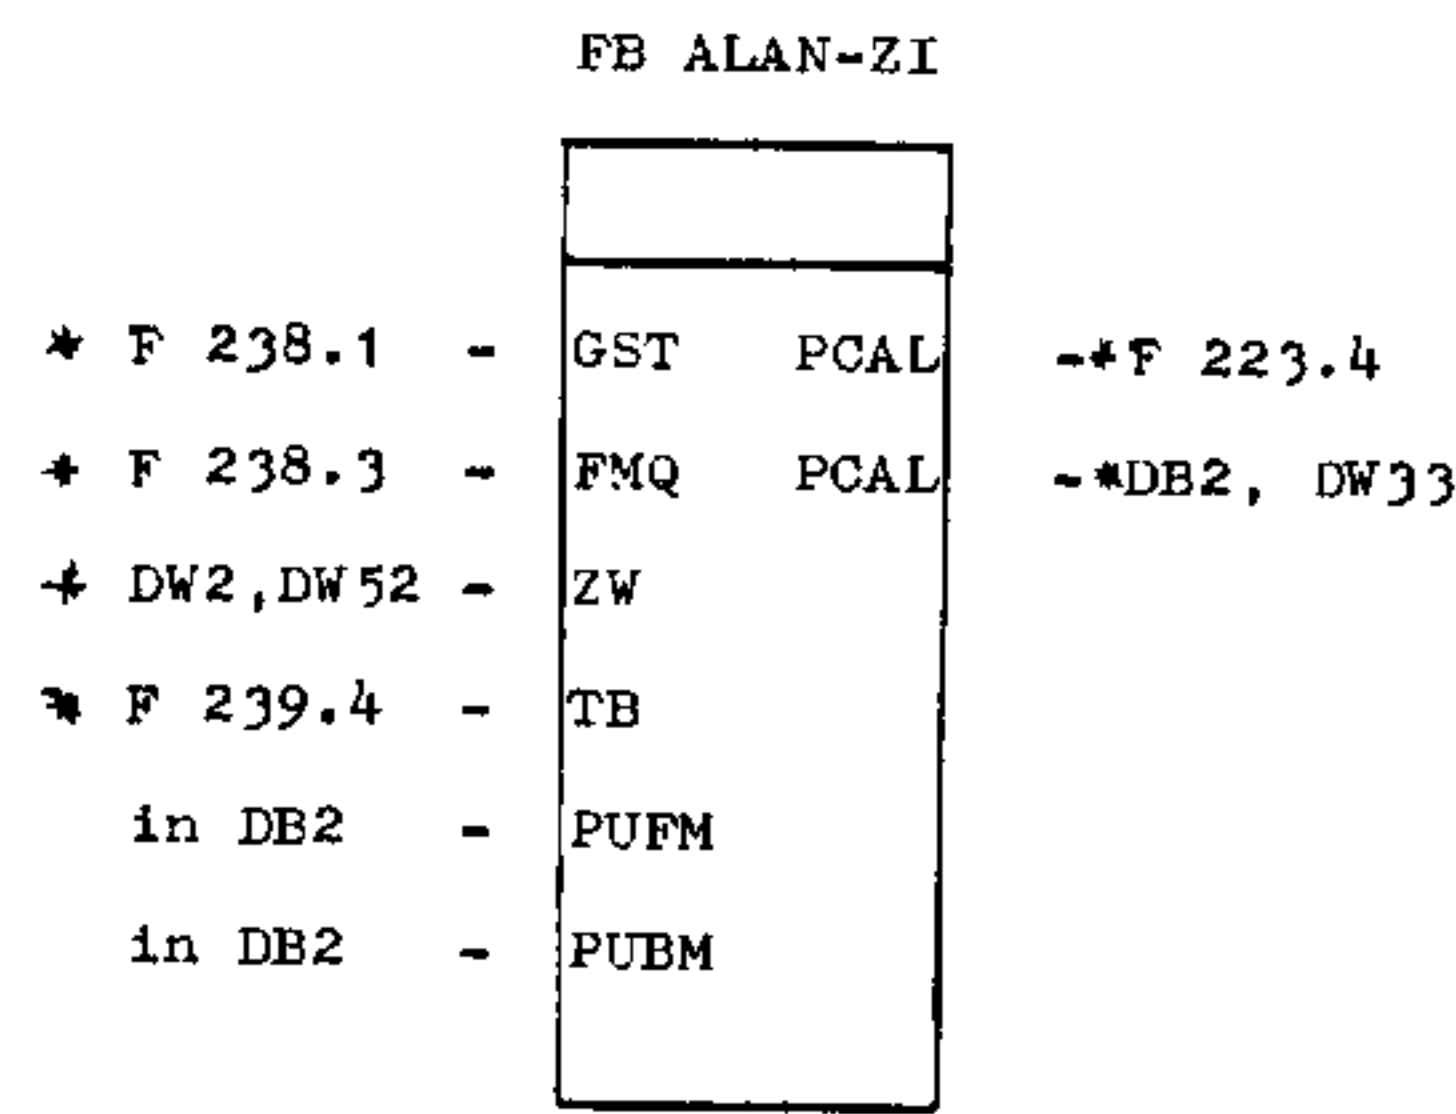 FB ALAN-ZI
* F 238.1 - GST PCAL -*F 223.4
* F 238.3 - FMQ PCAL -*DB2, DW33
* DW2,DW52 - ZW
* F 239.4 - TB
in DB2 - PUFM
in DB2 - PUBM